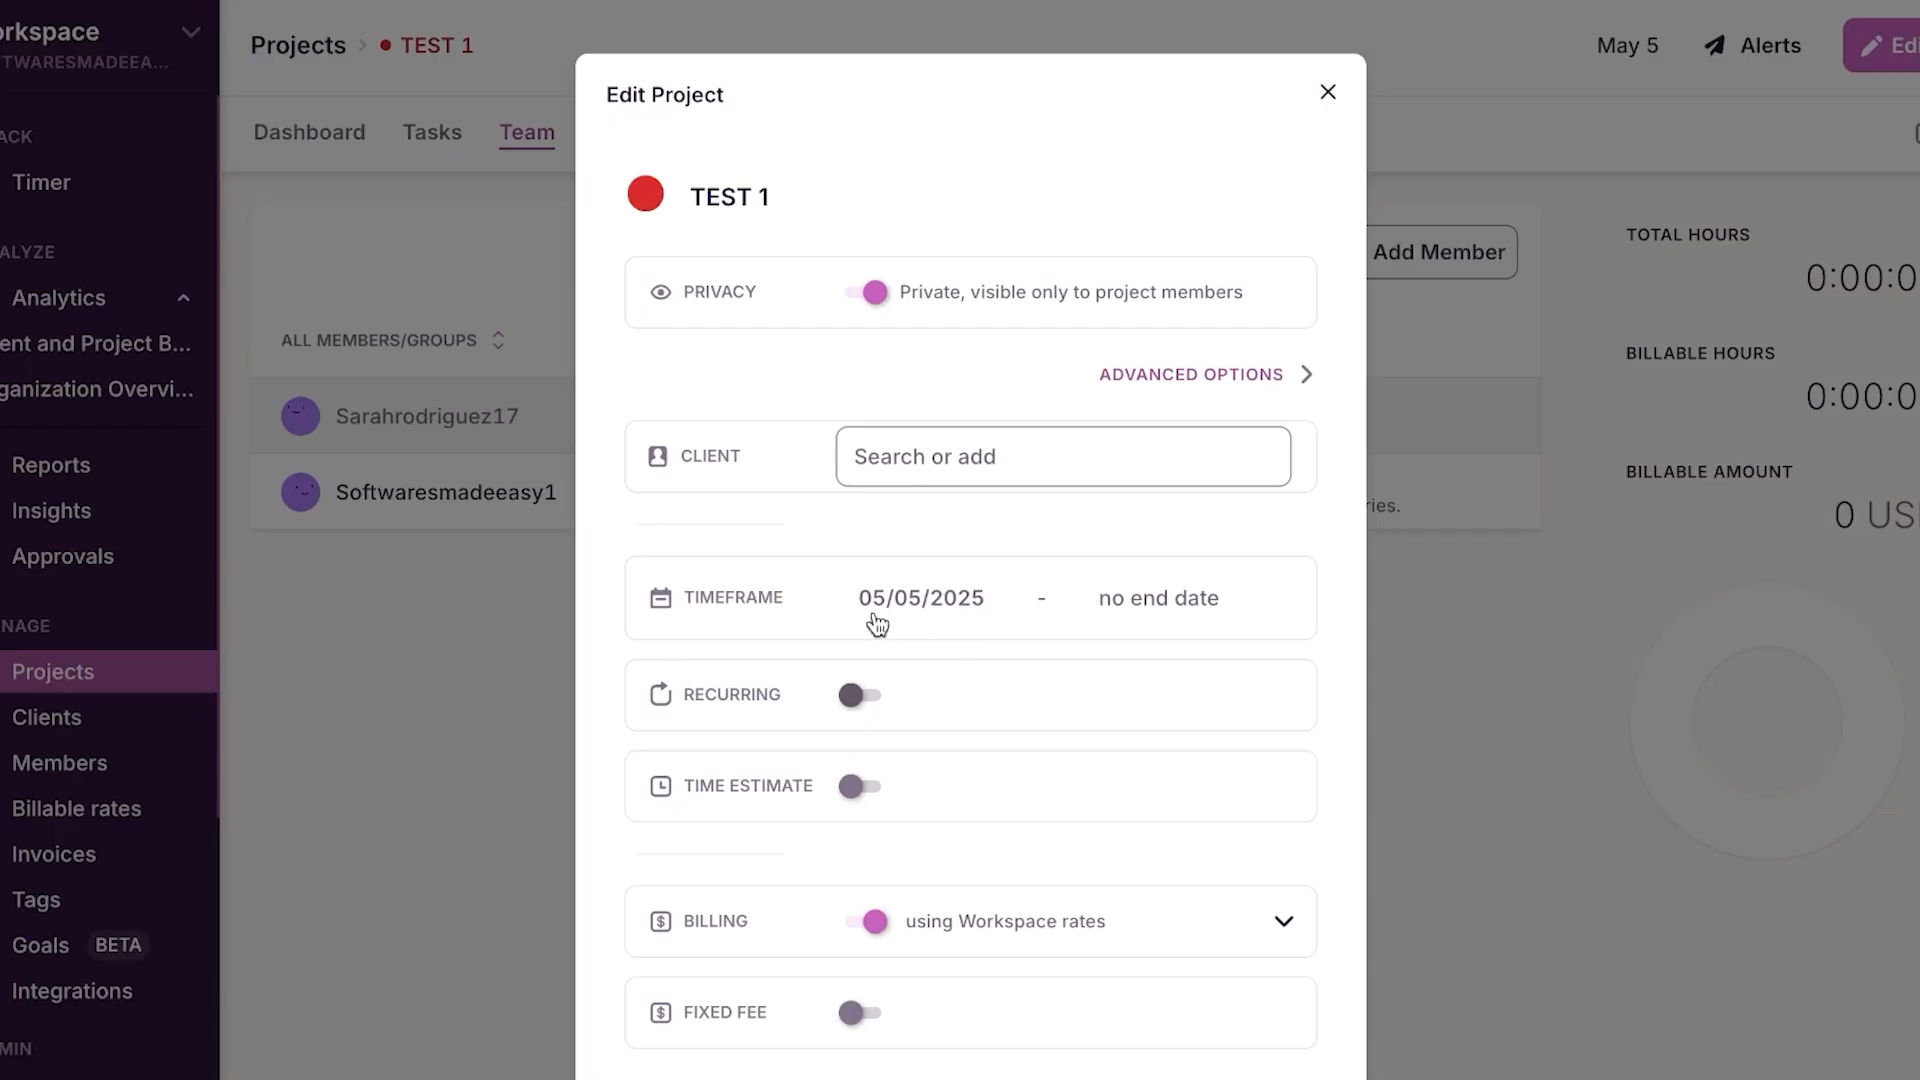 orkspace
TWARESMADEEA...
ACK
Timer
ALYZE
Analytics
ent and Project B...
ganization Overvi...
Reports
Insights
Approvals
NAGE
Projects
Clients
Members
Billable rates
Invoices
Tags
Goals BETA
Integrations
MIN
Projects > TEST 1
May 5 Alerts Edi
Dashboard Tasks Team
Add Member
ALL MEMBERS/GROUPS
Sarahrodriguez17
Softwaresmadeeasy1
ries.
Edit Project
TEST 1
PRIVACY Private, visible only to project members
ADVANCED OPTIONS
CLIENT Search or add
TIMEFRAME 05/05/2025 - no end date
RECURRING
TIME ESTIMATE
BILLING using Workspace rates
FIXED FEE
TOTAL HOURS
0:00:0
BILLABLE HOURS
0:00:0
BILLABLE AMOUNT
0 US